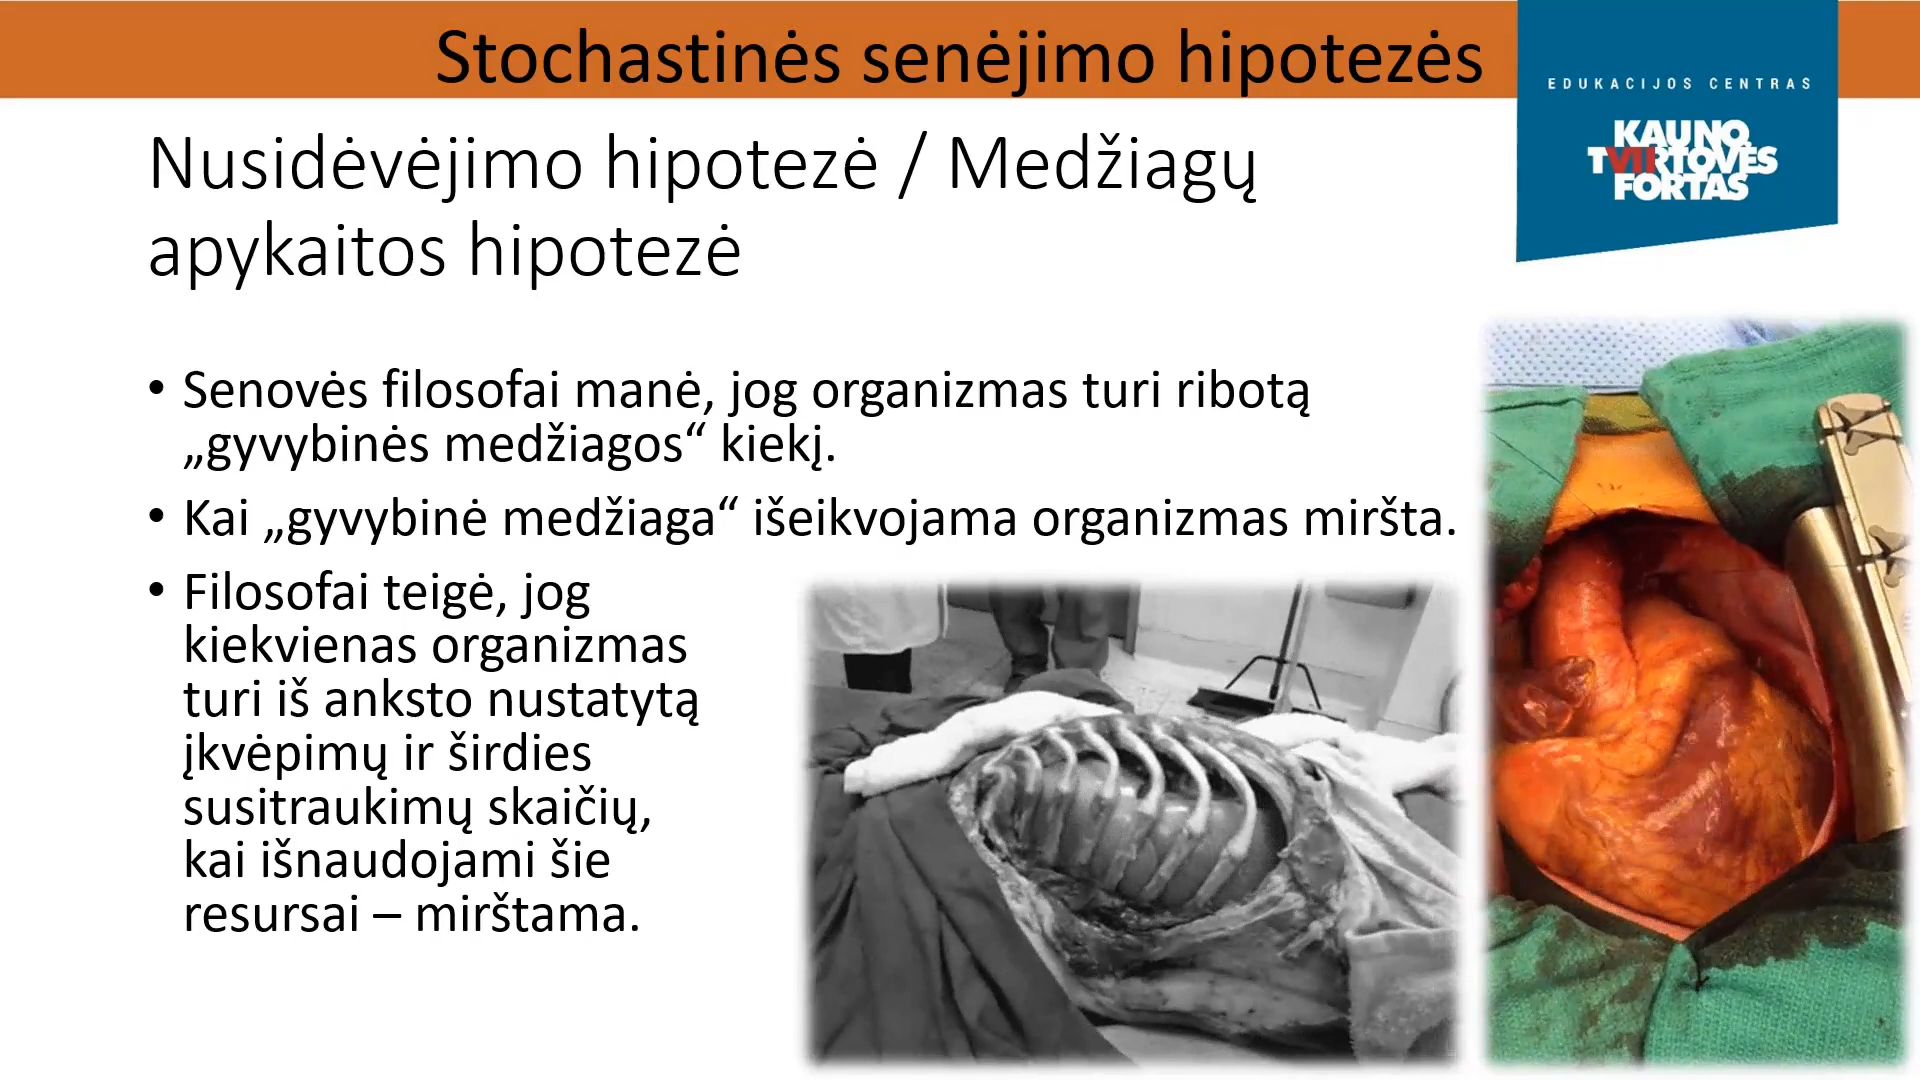 Stochastinės senėjimo hipotezės
EDUKACIJOS CENTRAS
KAUNO
TVIRTOVĖS
FORTAS
Nusidėvėjimo hipotezė / Medžiagų
apykaitos hipotezė
• Senovės filosofai manė, jog organizmas turi ribotą
„gyvybinės medžiagos“ kiekį.
• Kai „gyvybinė medžiaga“ išeikvojama organizmas miršta.
• Filosofai teigė, jog
kiekvienas organizmas
turi iš anksto nustatytą
įkvėpimų ir širdies
susitraukimų skaičių,
kai išnaudojami šie
resursai – mirštama.